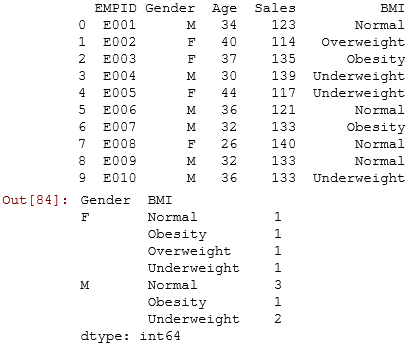 EMPID Gender Age Sales BMI
0 E001 M 34 123 Normal
1 E002 F 40 114 Overweight
2 E003 F 37 135 Obesity
3 E004 M 30 139 Underweight
4 E005 F 44 117 Underweight
5 E006 M 36 121 Normal
6 E007 M 32 133 Obesity
7 E008 F 26 140 Normal
8 E009 M 32 133 Normal
9 E010 M 36 133 Underweight
Out[84]: Gender BMI
F Normal 1
Obesity 1
Overweight 1
Underweight 1
M Normal 3
Obesity 1
Underweight 2
dtype: int64